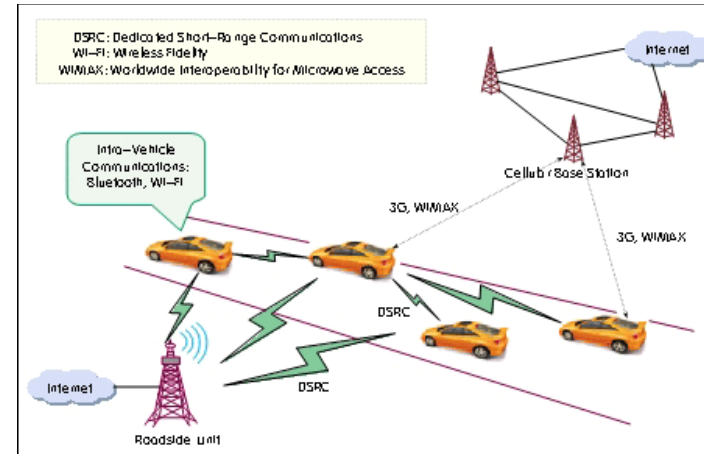 DSRC: Dedicated Short-Range Communications
Wi-Fi: Wireless Fidelity
WIMAX: Worldwide Interoperability for Microwave Access
Internet
Intra-Vehicle
Communications:
Bluetooth, Wi-Fi
Cellular Base Station
3G, WIMAX
3G, WIMAX
DSRC
Internet
DSRC
Roadside unit